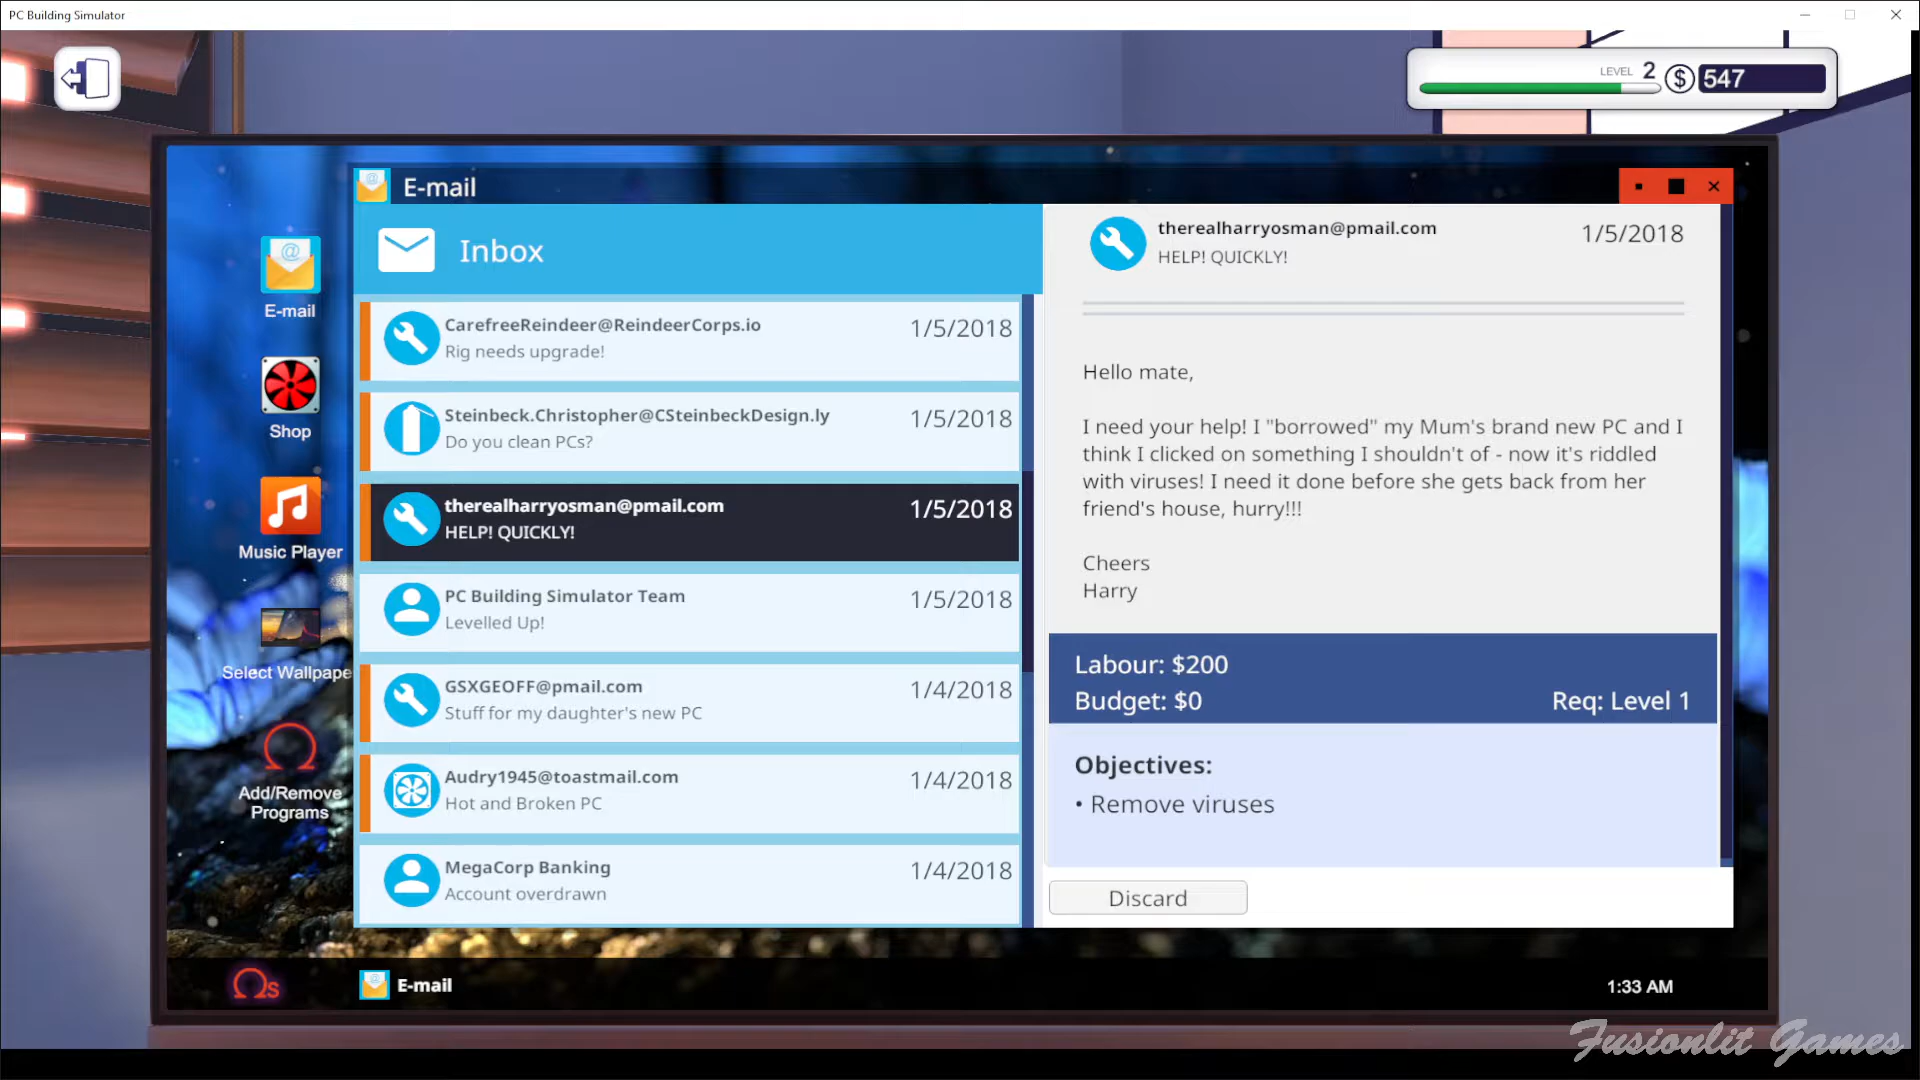 PC Building Simulator
LEVEL 2
$ 547
E-mail
Inbox
CarefreeReindeer@ReindeerCorps.io 1/5/2018
Rig needs upgrade!
Steinbeck.Christopher@CSteinbeckDesign.ly 1/5/2018
Do you clean PCs?
therealharryosman@pmail.com 1/5/2018
HELP! QUICKLY!
PC Building Simulator Team 1/5/2018
Levelled Up!
GSXGEOFF@pmail.com 1/4/2018
Stuff for my daughter's new PC
Audry1945@toastmail.com 1/4/2018
Hot and Broken PC
MegaCorp Banking 1/4/2018
Account overdrawn
therealharryosman@pmail.com 1/5/2018
HELP! QUICKLY!
Hello mate,
I need your help! I "borrowed" my Mum's brand new PC and I
think I clicked on something I shouldn't of - now it's riddled
with viruses! I need it done before she gets back from her
friend's house, hurry!!!
Cheers
Harry
Labour: $200
Budget: $0 Req: Level 1
Objectives:
• Remove viruses
Discard
E-mail
Shop
Music Player
Select Wallpape
Add/Remove
Programs
Ωs
E-mail
1:33 AM
Fusionlit Games